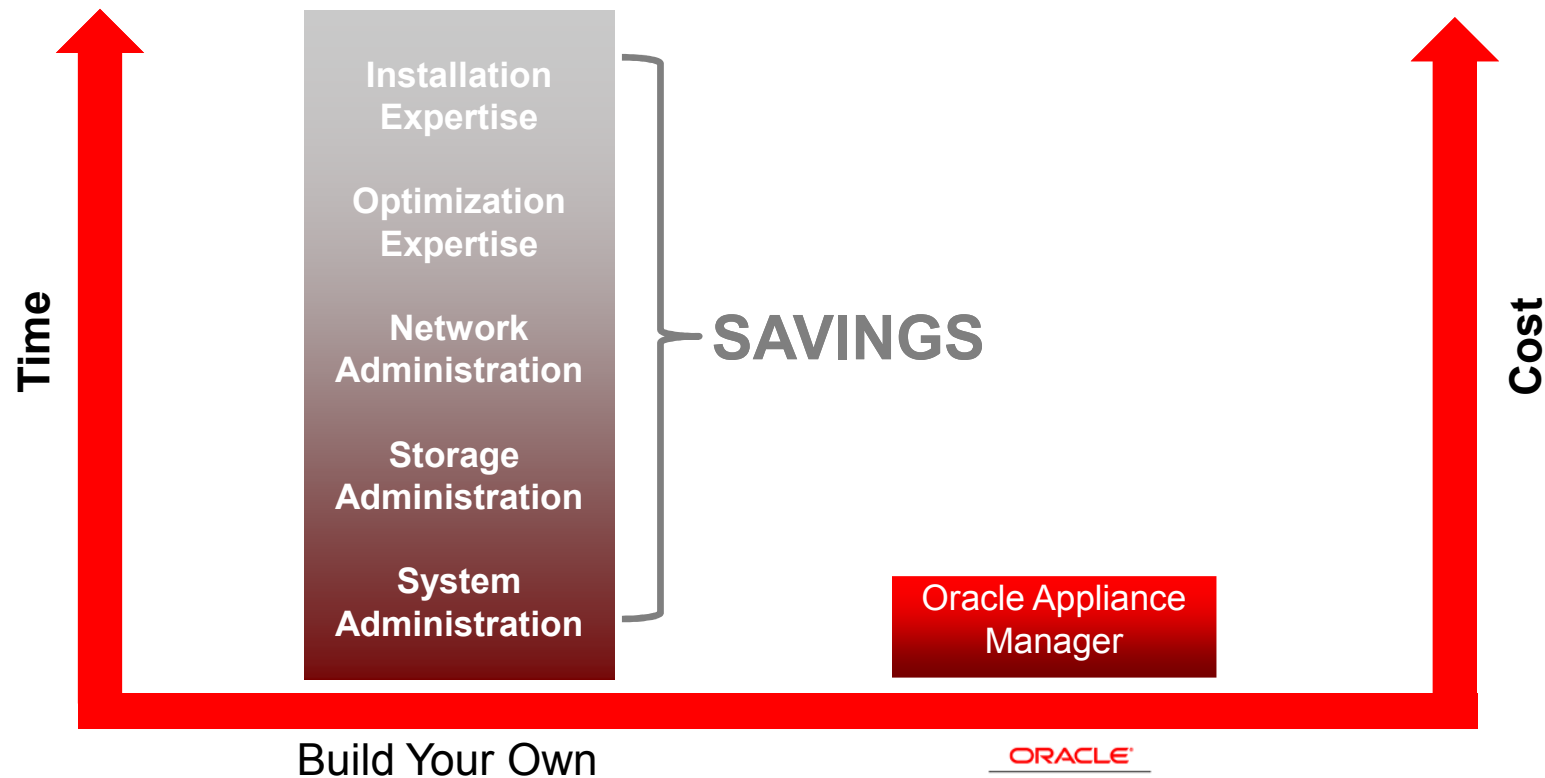 Time
Installation
Expertise
Optimization
Expertise
Network
Administration
Storage
Administration
System
Administration
SAVINGS
Oracle Appliance
Manager
Cost
Build Your Own
ORACLE®